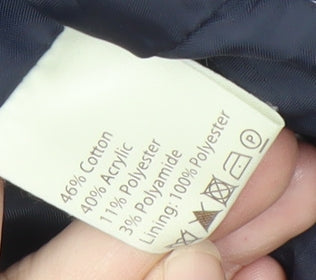 46% Cotton
40% Acrylic
11% Polyester
3% Polyamide
Lining: 100% Polyester
P